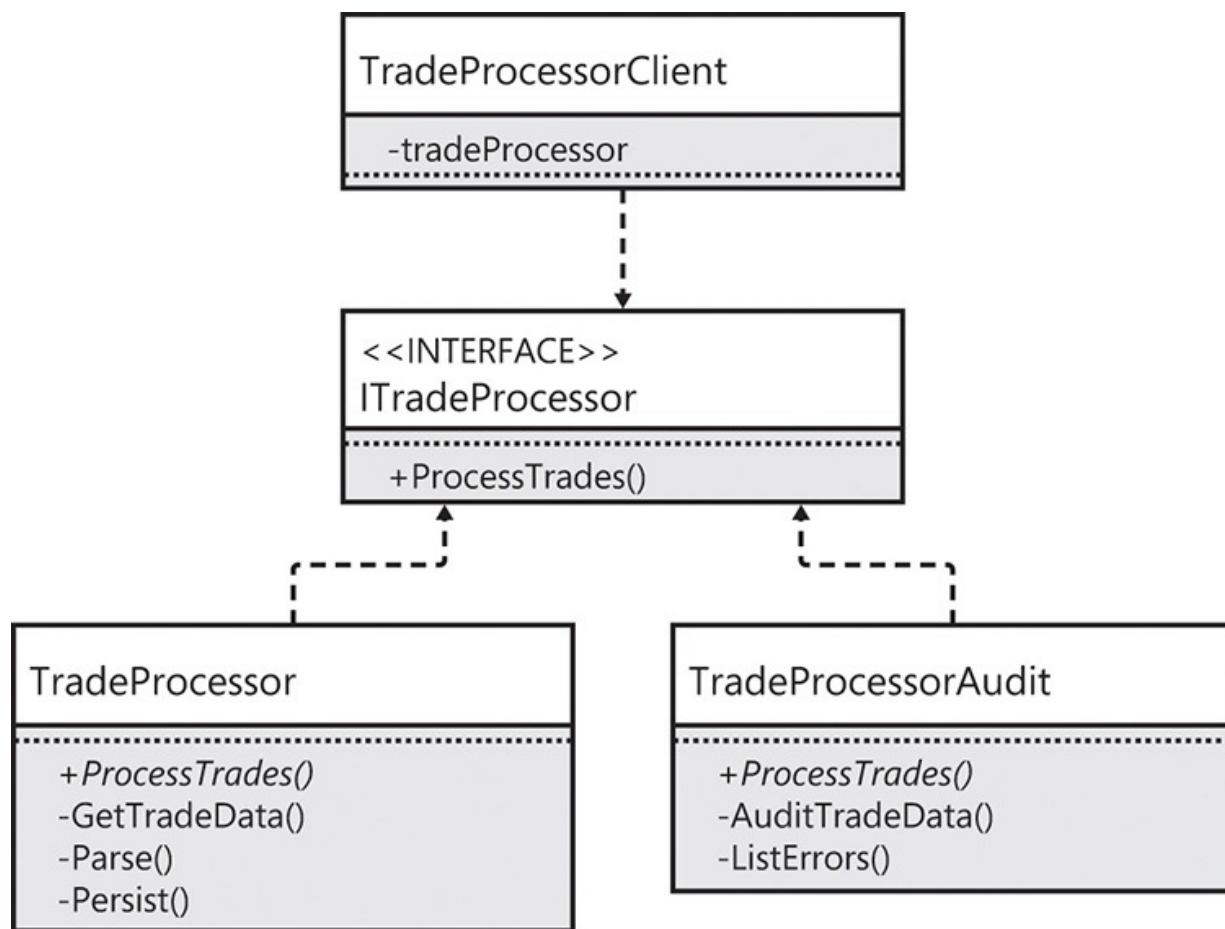 TradeProcessorClient
-tradeProcessor
<<INTERFACE>>
ITradeProcessor
+ProcessTrades()
TradeProcessor
+ProcessTrades()
-GetTradeData()
-Parse()
-Persist()
TradeProcessorAudit
+ProcessTrades()
-AuditTradeData()
-ListErrors()